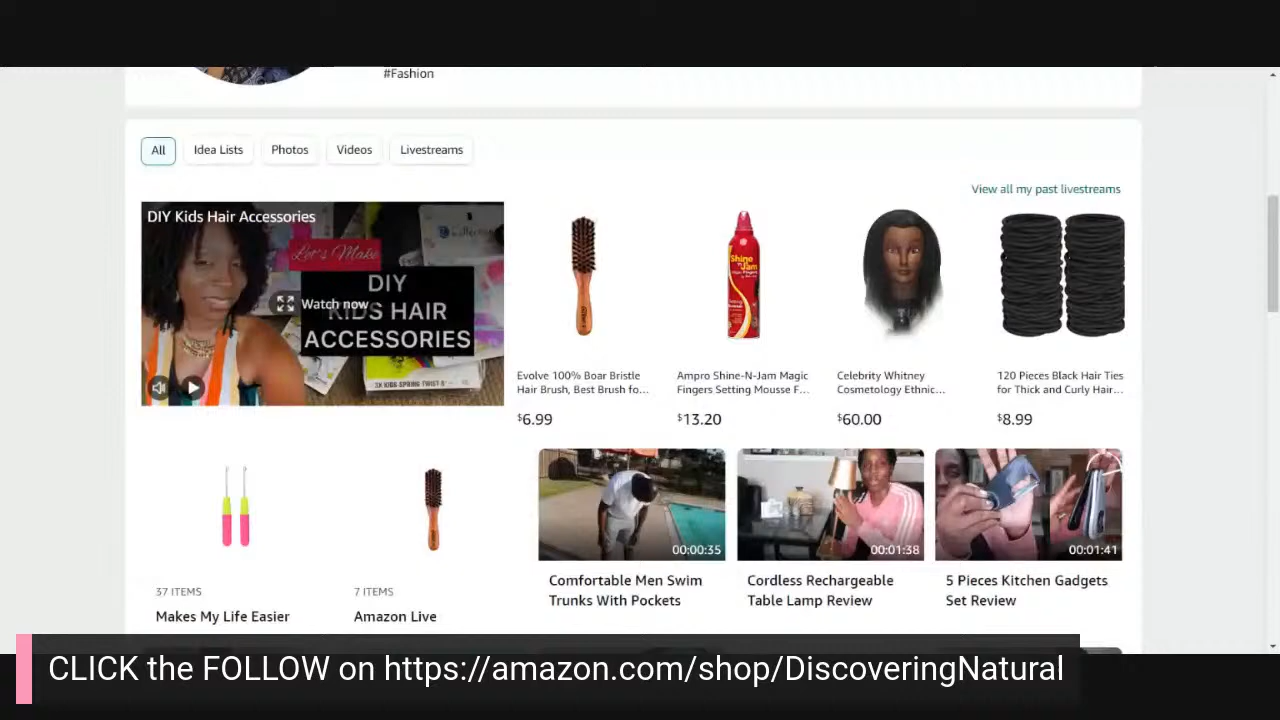 #Fashion
All
Idea Lists
Photos
Videos
Livestreams
View all my past livestreams
DIY Kids Hair Accessories
Let's Make
DIY
KIDS HAIR
ACCESSORIES
Watch now
Shine
n Jam
Evolve 100% Boar Bristle
Hair Brush, Best Brush fo...
$6.99
Ampro Shine-N-Jam Magic
Fingers Setting Mousse F...
$13.20
Celebrity Whitney
Cosmetology Ethnic...
$60.00
120 Pieces Black Hair Ties
for Thick and Curly Hair...
$8.99
37 ITEMS
Makes My Life Easier
7 ITEMS
Amazon Live
00:00:35
Comfortable Men Swim
Trunks With Pockets
00:01:38
Cordless Rechargeable
Table Lamp Review
00:01:41
5 Pieces Kitchen Gadgets
Set Review
CLICK the FOLLOW on https://amazon.com/shop/DiscoveringNatural